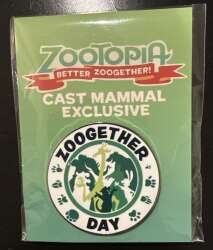 ZOOTOPIA
BETTER ZOOGETHER!
CAST MAMMAL
EXCLUSIVE
ZOOGETHER
DAY